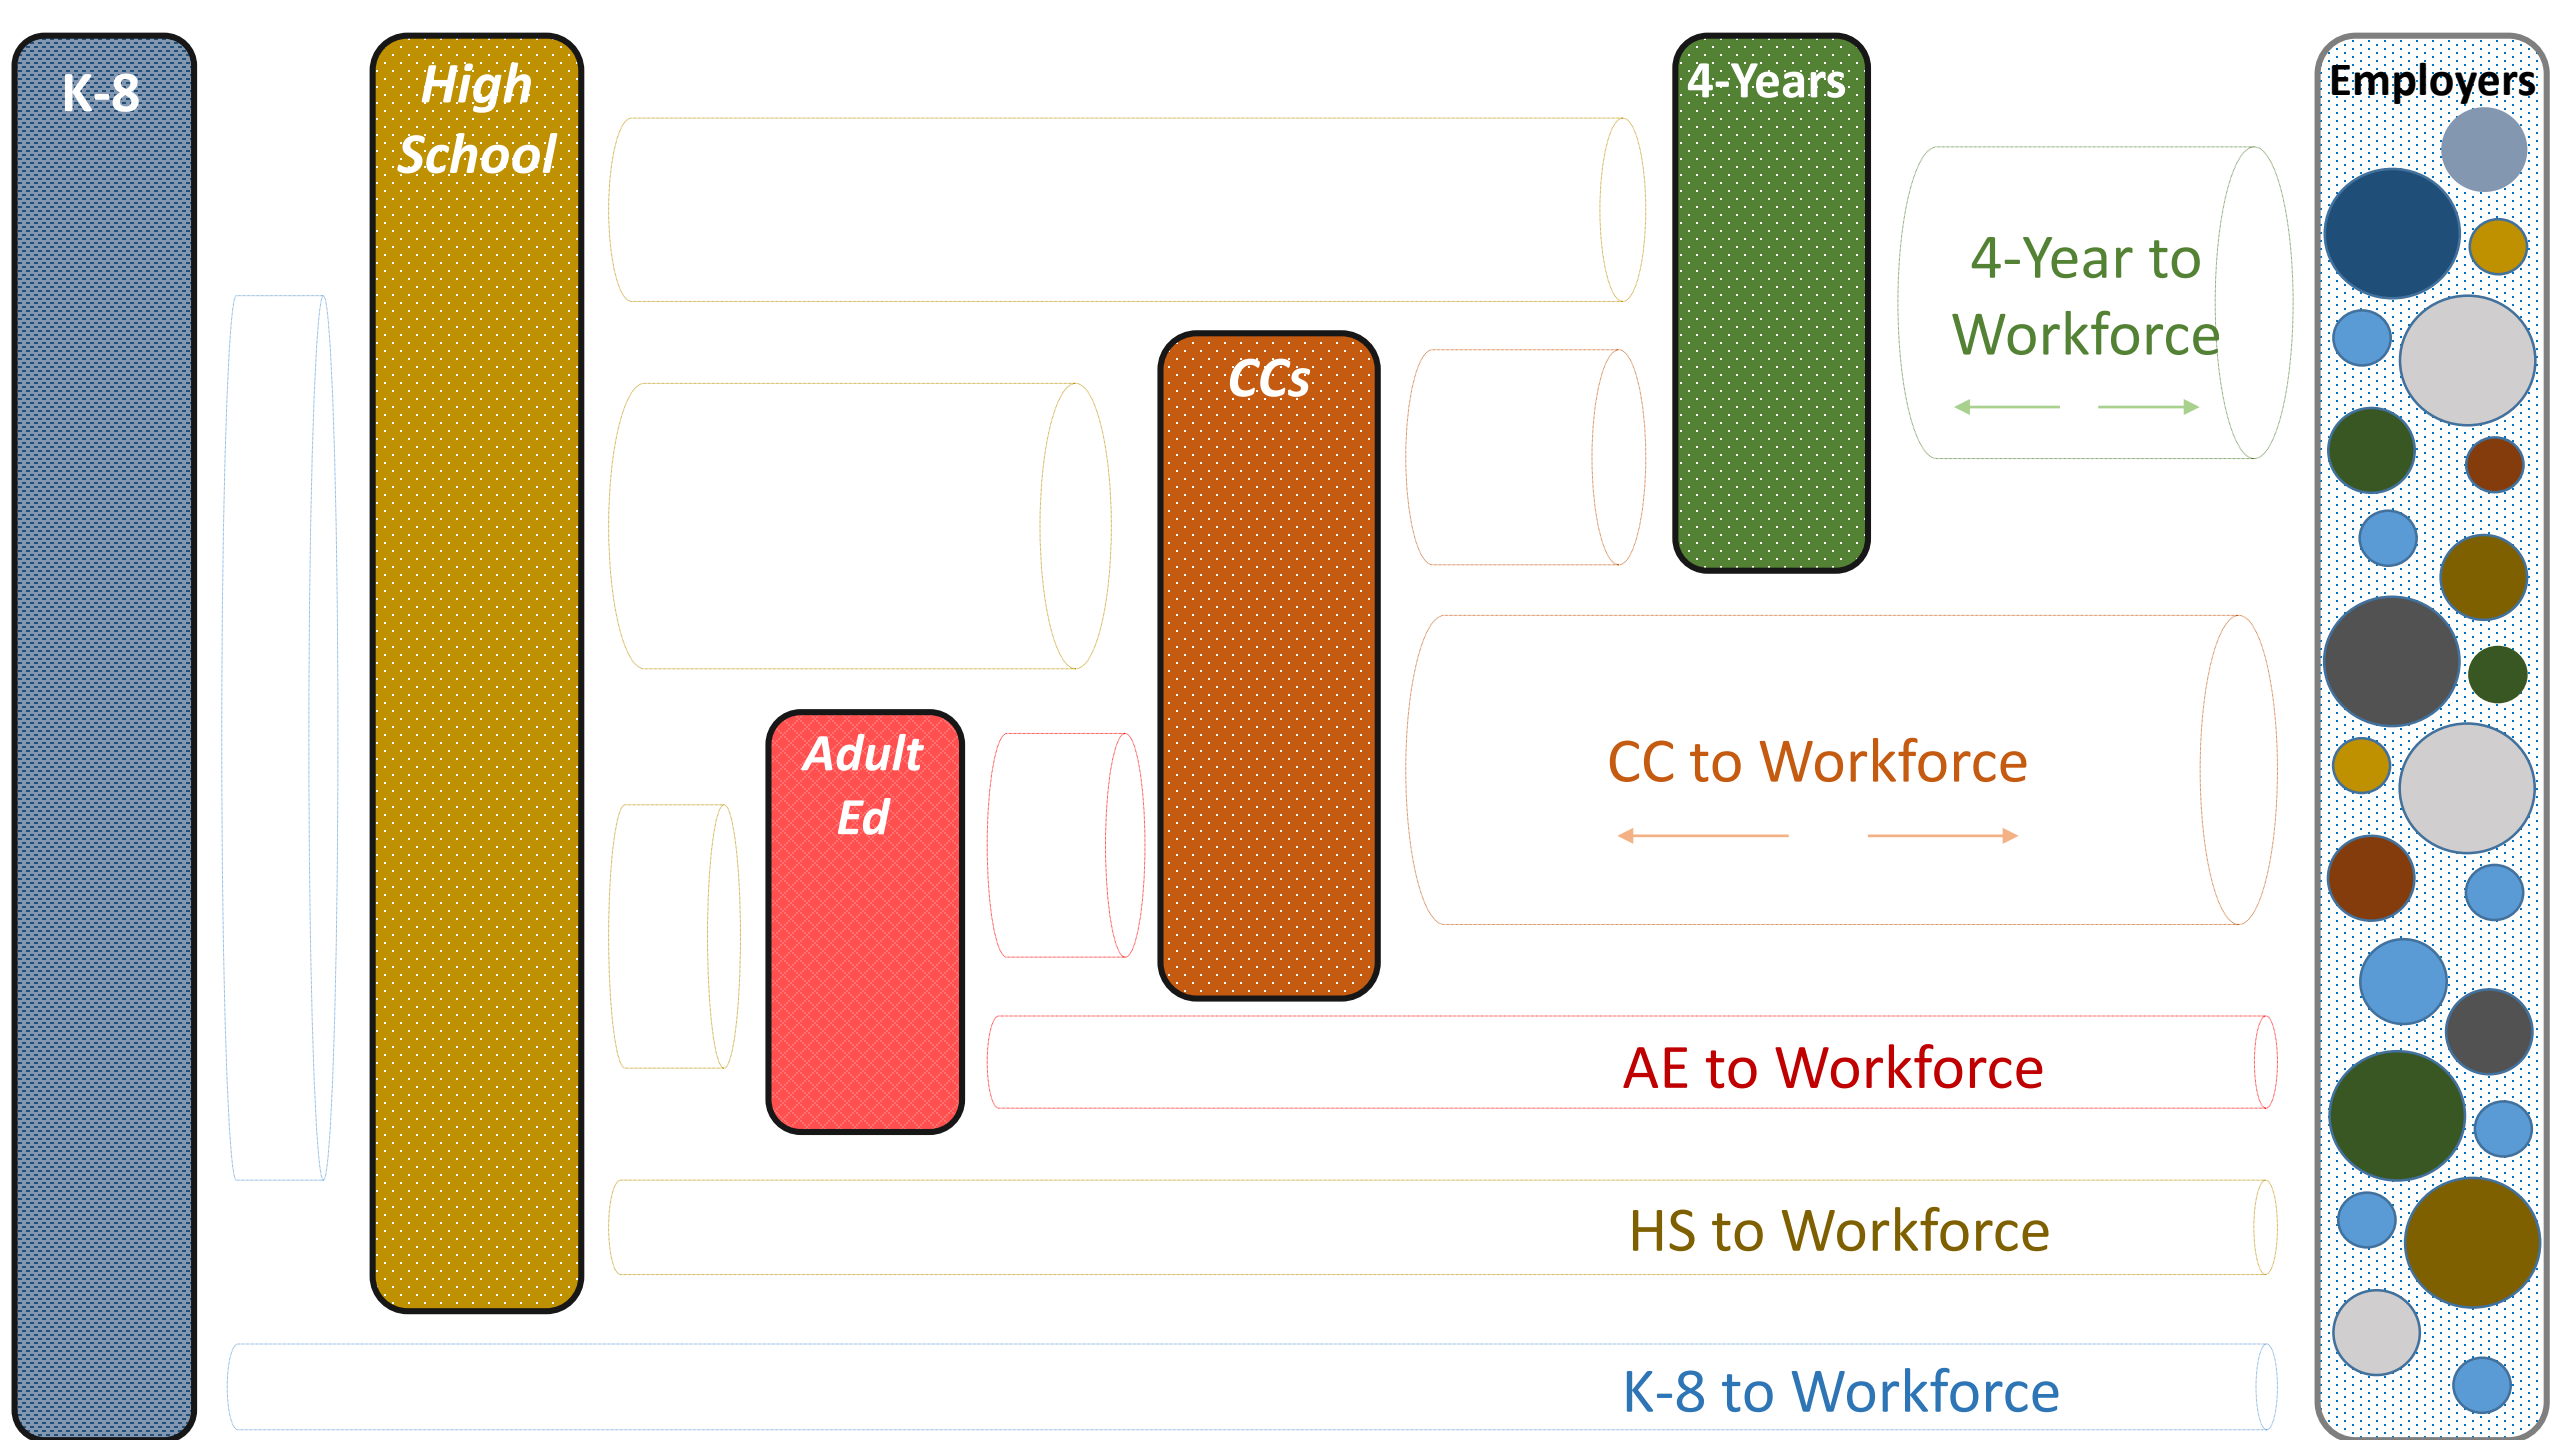 K-8
High
School
4-Years
Employers
4-Year to
Workforce
CCs
Adult
Ed
CC to Workforce
AE to Workforce
HS to Workforce
K-8 to Workforce